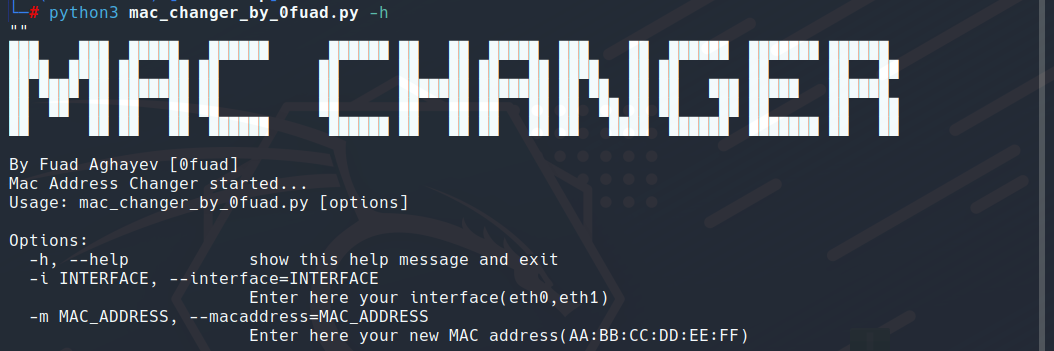 └─# python3 mac_changer_by_0fuad.py -h
""
MAC CHANGER
By Fuad Aghayev [0fuad]
Mac Address Changer started...
Usage: mac_changer_by_0fuad.py [options]
Options:
-h, --help show this help message and exit
-i INTERFACE, --interface=INTERFACE
Enter here your interface(eth0,eth1)
-m MAC_ADDRESS, --macaddress=MAC_ADDRESS
Enter here your new MAC address(AA:BB:CC:DD:EE:FF)